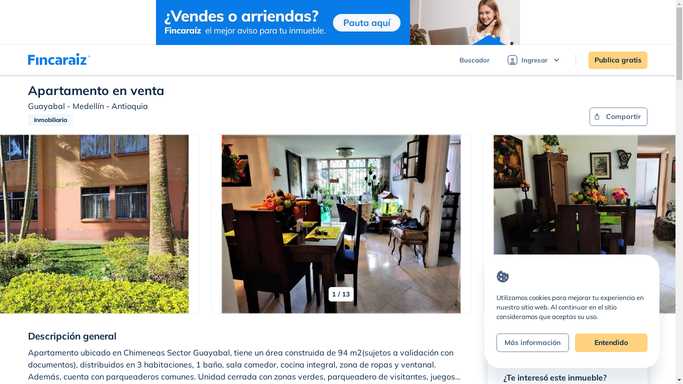 ¿Vendes o arriendas?
Fincaraíz el mejor aviso para tu inmueble.
Pauta aquí
Fincaraíz
Buscador
Ingresar
Publica gratis
Apartamento en venta
Guayabal - Medellín - Antioquia
Inmobiliaria
Compartir
1 / 13
Utilizamos cookies para mejorar tu experiencia en
nuestro sitio web. Al continuar en el sitio
consideramos que aceptas su uso.
Más información
Entendido
Descripción general
Apartamento ubicado en Chimeneas Sector Guayabal, tiene un área construida de 94 m2(sujetos a validación con
documentos), distribuidos en 3 habitaciones, 1 baño, sala comedor, cocina integral, zona de ropas y ventanal.
Además, cuenta con parqueaderos comunes. Unidad cerrada con zonas verdes, parqueadero de visitantes, juegos...
¿Te interesó este inmueble?